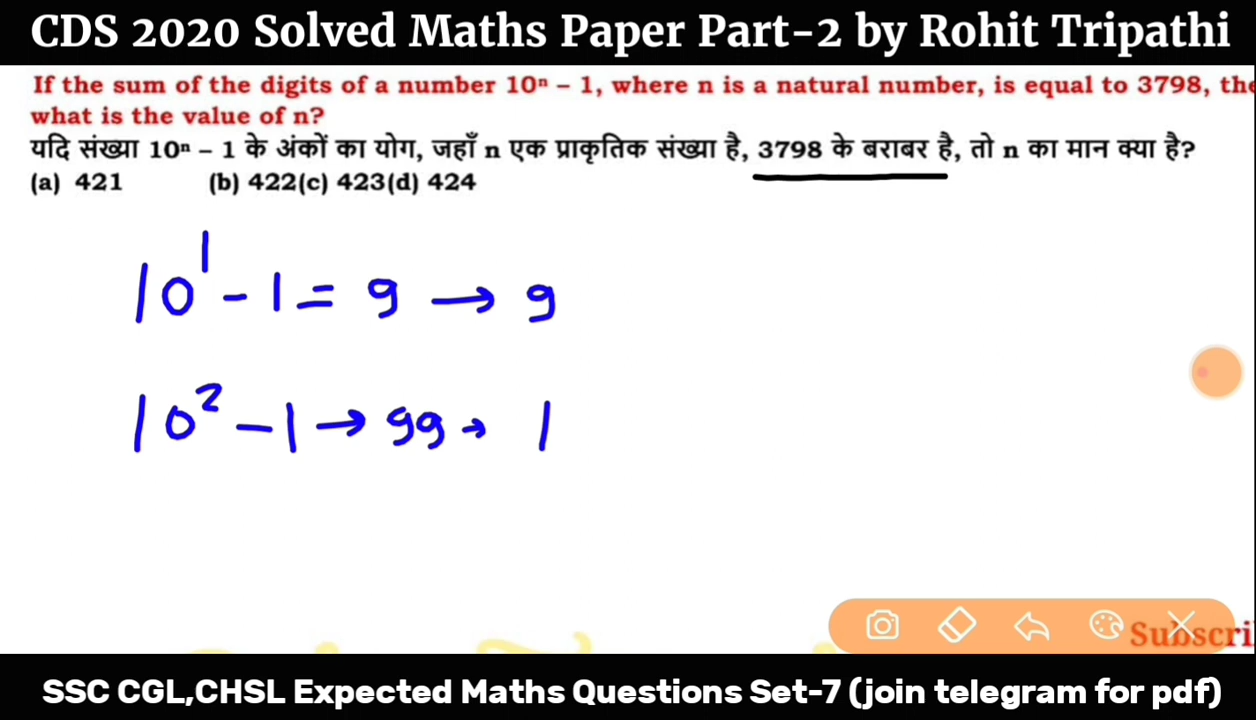 CDS 2020 Solved Maths Paper Part-2 by Rohit Tripathi
If the sum of the digits of a number 10ⁿ – 1, where n is a natural number, is equal to 3798, the
what is the value of n?
यदि संख्या 10ⁿ – 1 के अंकों का योग, जहाँ n एक प्राकृतिक संख्या है, 3798 के बराबर है, तो n का मान क्या है?
(a) 421 (b) 422(c) 423(d) 424
10¹ - 1 = 9 → 9
10² - 1 → 99 → 1
Subscri
SSC CGL,CHSL Expected Maths Questions Set-7 (join telegram for pdf)